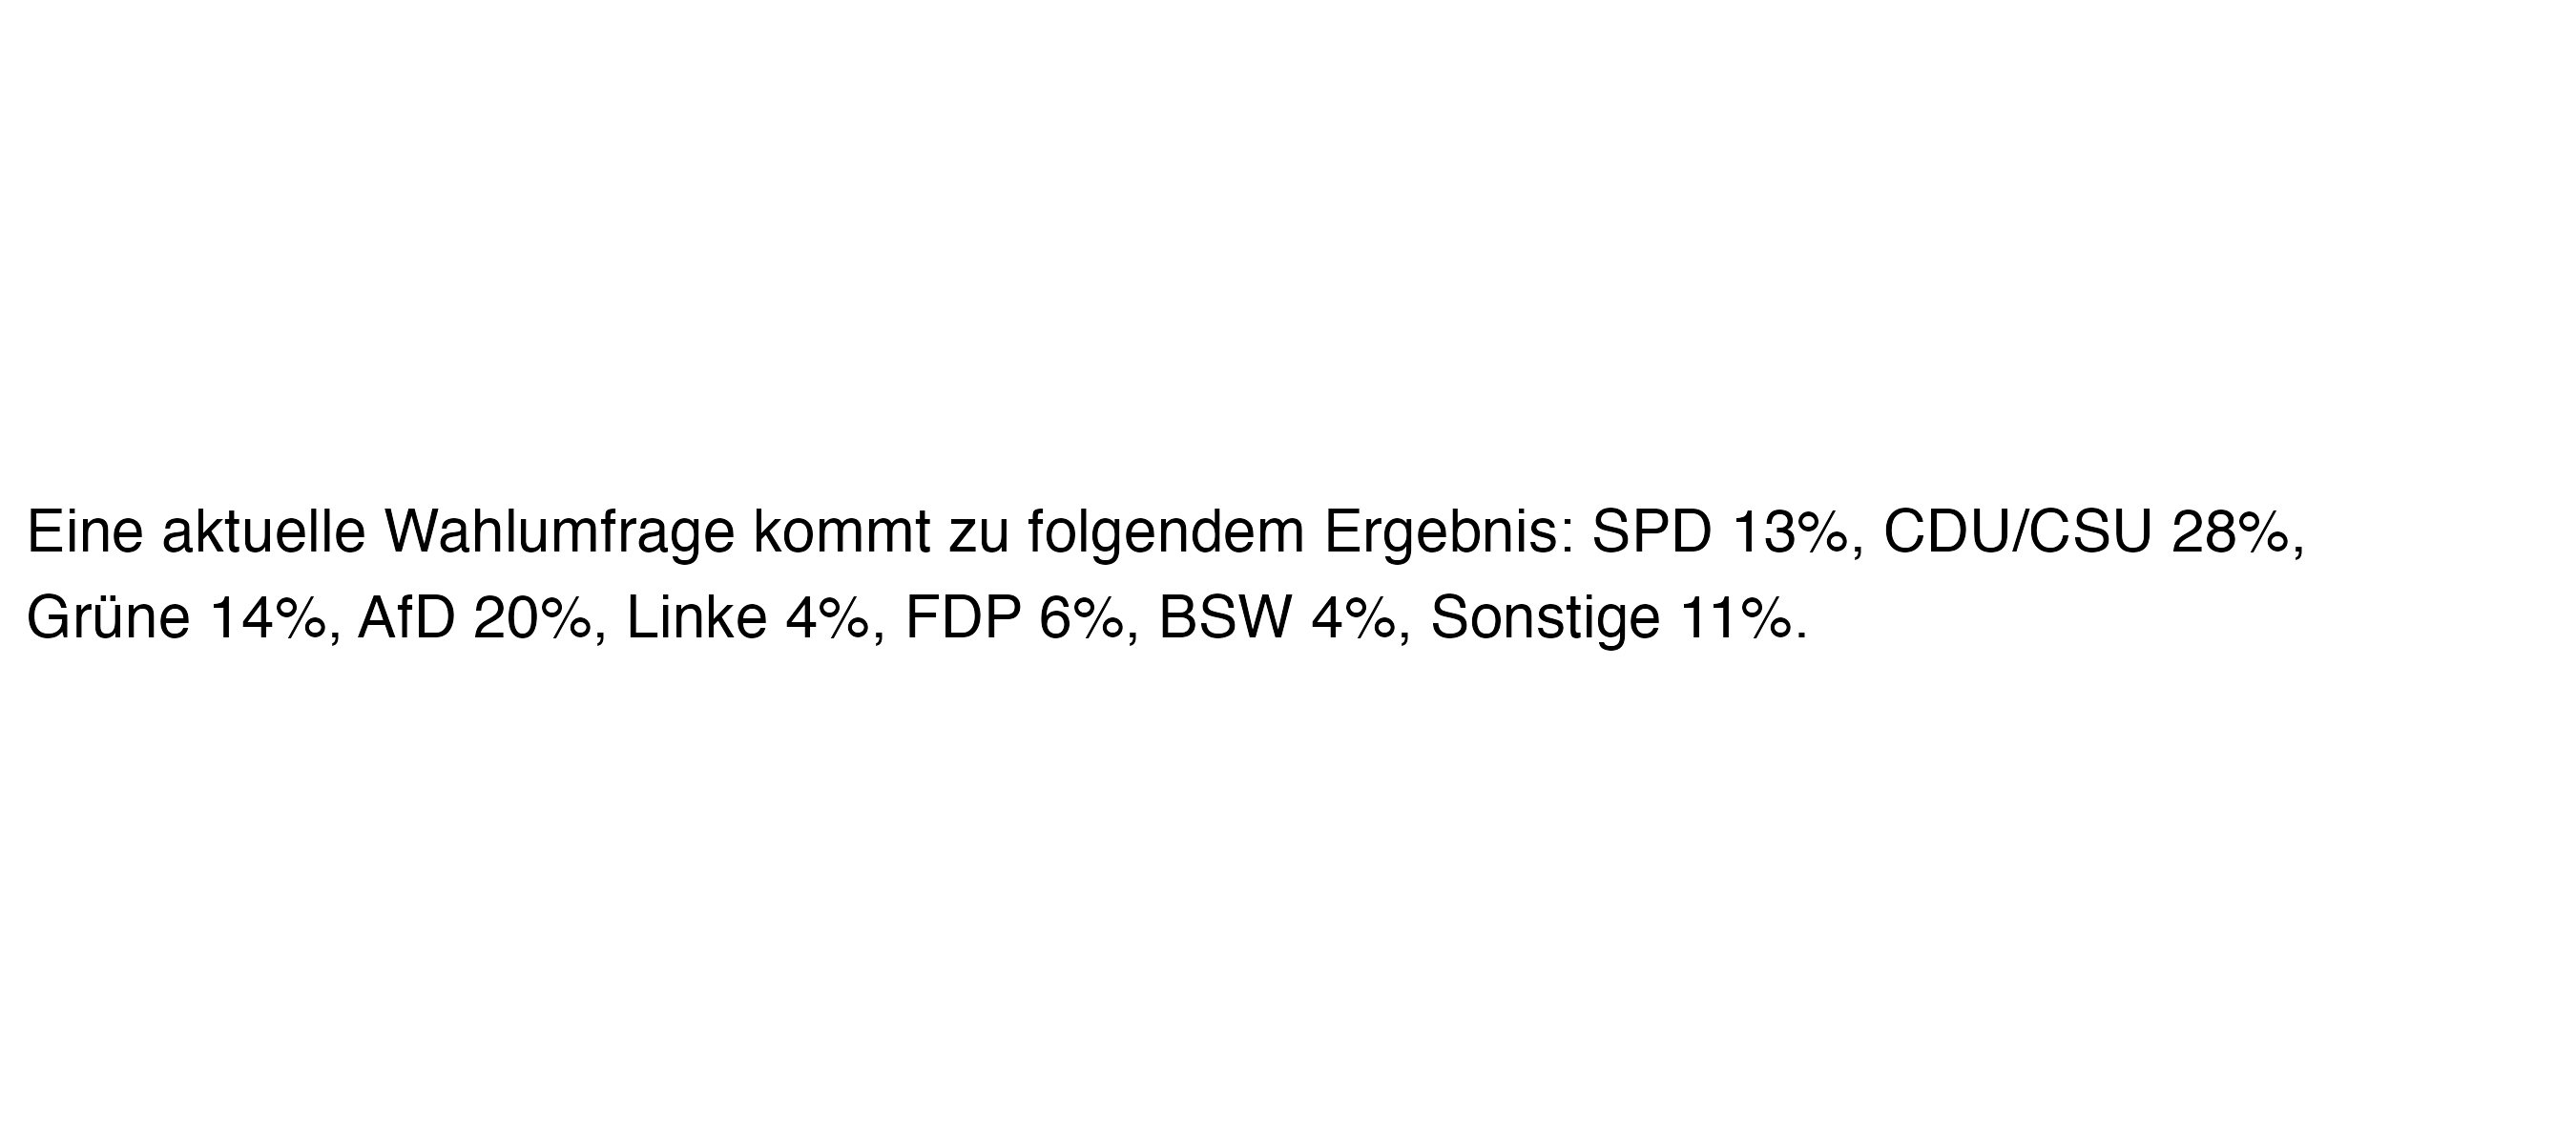 Eine aktuelle Wahlumfrage kommt zu folgendem Ergebnis: SPD 13%, CDU/CSU 28%,
Grüne 14%, AfD 20%, Linke 4%, FDP 6%, BSW 4%, Sonstige 11%.